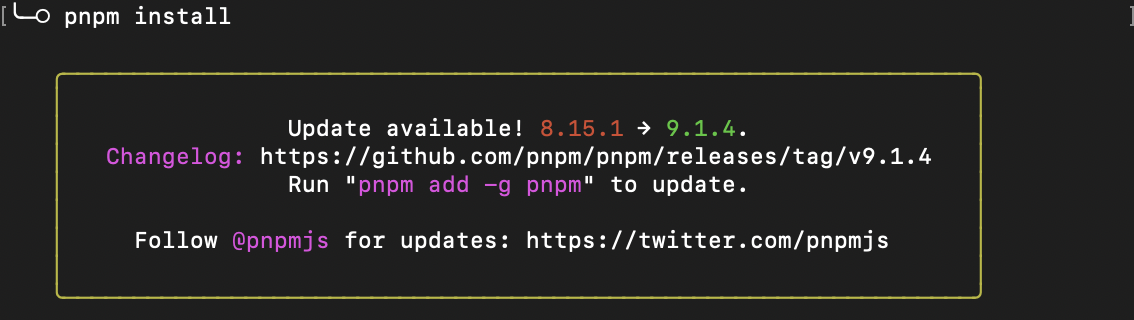 pnpm install
Update available! 8.15.1 → 9.1.4.
Changelog: https://github.com/pnpm/pnpm/releases/tag/v9.1.4
Run "pnpm add -g pnpm" to update.
Follow @pnpmjs for updates: https://twitter.com/pnpmjs